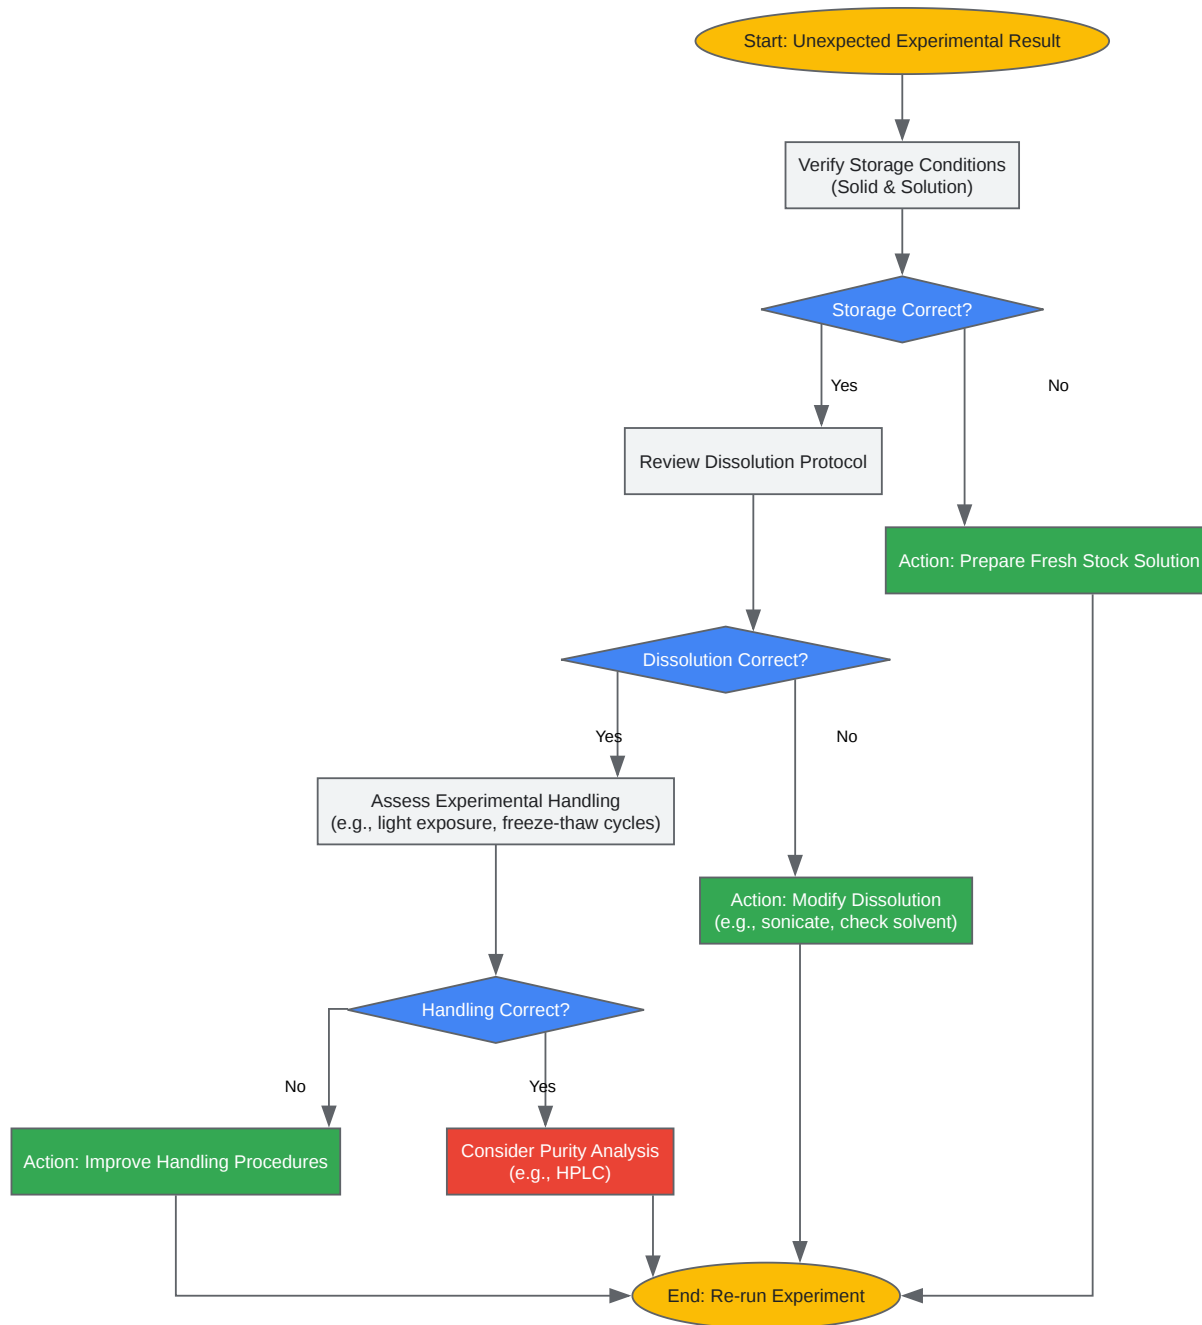 Start: Unexpected Experimental Result
Verify Storage Conditions
(Solid & Solution)
Storage Correct?
Yes
No
Review Dissolution Protocol
Action: Prepare Fresh Stock Solution
Dissolution Correct?
Yes
No
Assess Experimental Handling
(e.g., light exposure, freeze-thaw cycles)
Action: Modify Dissolution
(e.g., sonicate, check solvent)
Handling Correct?
No
Yes
Action: Improve Handling Procedures
Consider Purity Analysis
(e.g., HPLC)
End: Re-run Experiment